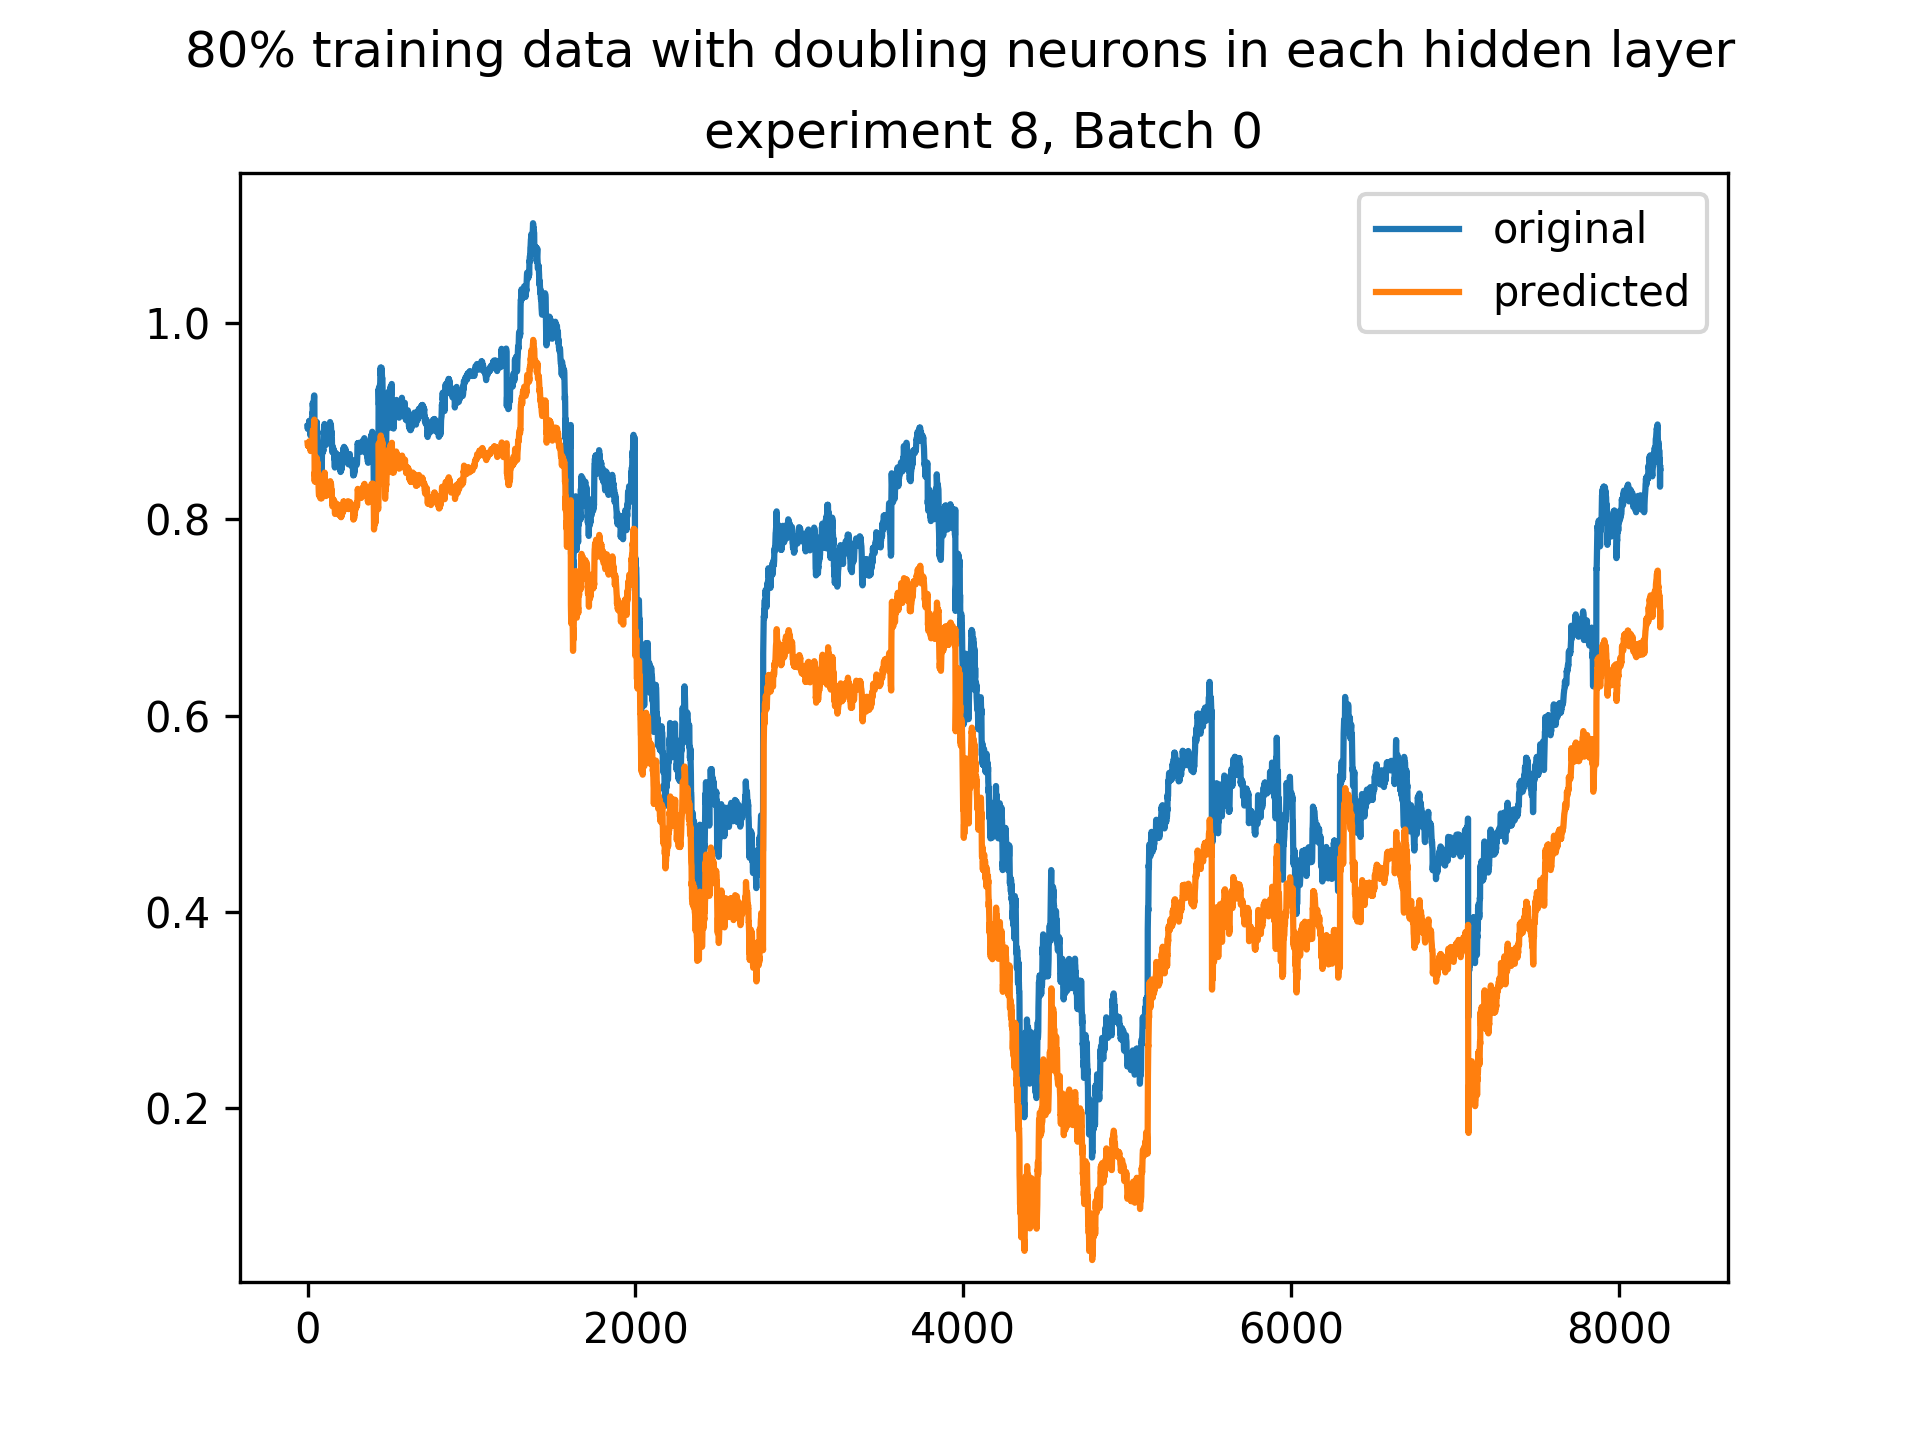 80% training data with doubling neurons in each hidden layer
experiment 8, Batch 0
original
predicted
1.0
0.8
0.6
0.4
0.2
0 2000 4000 6000 8000